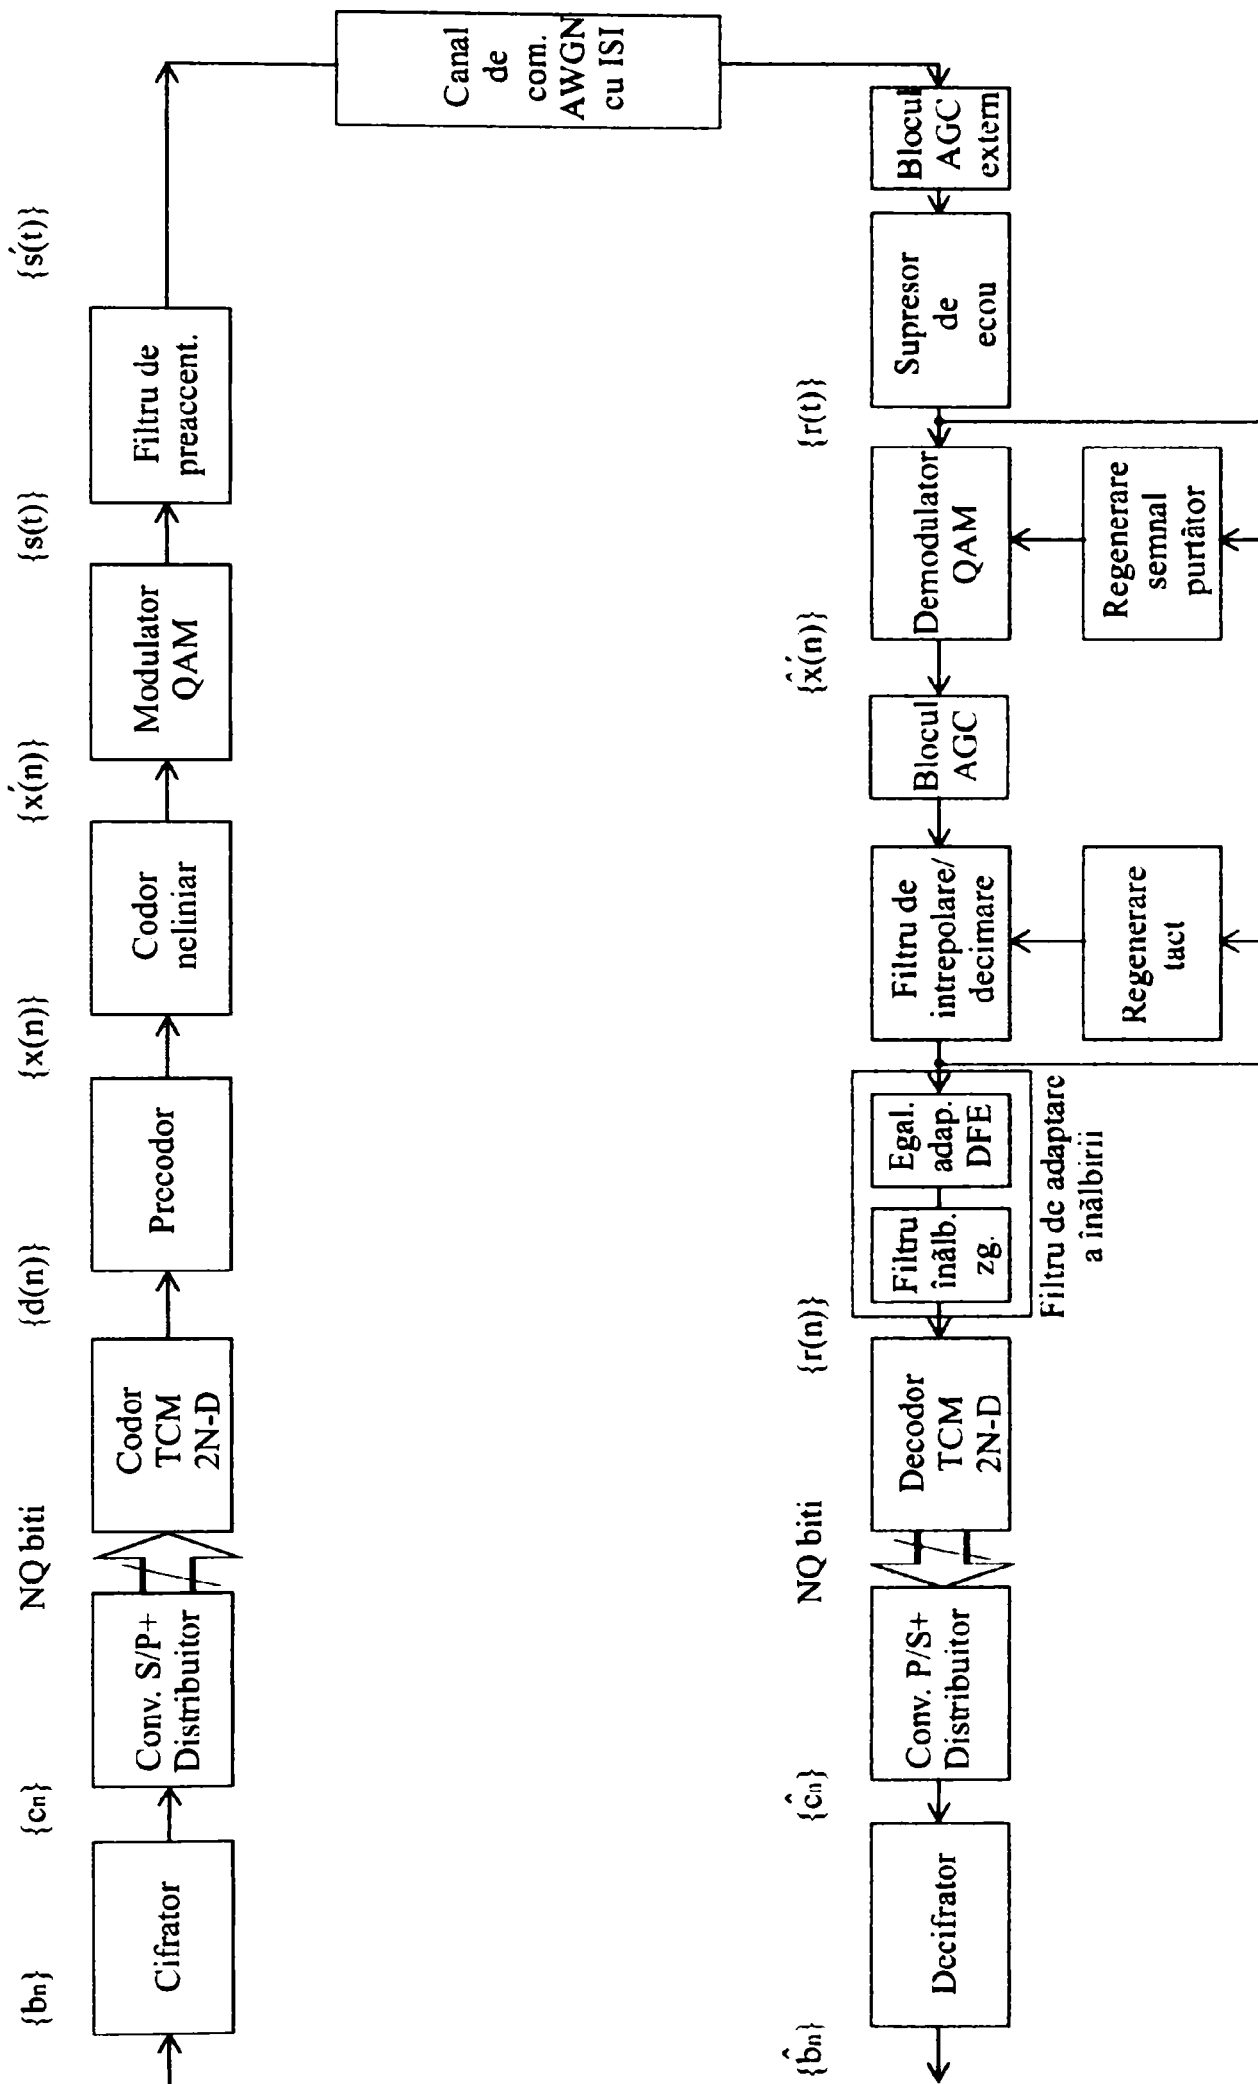 {bn}
Cifrator
{cn}
Conv. S/P+
Distribuitor
NQ biti
Codor
TCM
2N-D
{d(n)}
Precodor
{x(n)}
Codor
neliniar
{x́(n)}
Modulator
QAM
{s(t)}
Filtru de
preaccent.
{ś(t)}
Canal
de
com.
AWGN
cu ISI
Blocul
AGC
extern
Supresor
de
ecou
{r(t)}
Demodulator
QAM
Regenerare
semnal
purtâtor
{x̂́(n)}
Blocul
AGC
Filtru de
intrepolare/
decimare
Regenerare
tact
Egal.
adap.
DFE
Filtru
înălb.
zg.
Filtru de adaptare
a înălbirii
{r(n)}
Decodor
TCM
2N-D
NQ biti
Conv. P/S+
Distribuitor
{ĉn}
Decifrator
{b̂n}